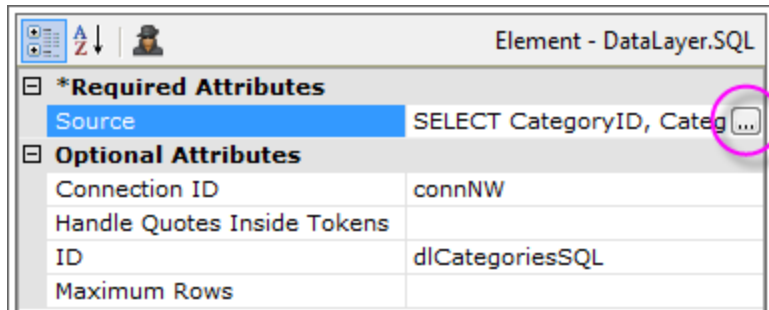 A Z Element - DataLayer.SQL
*Required Attributes
Source SELECT CategoryID, Categ ...
Optional Attributes
Connection ID connNW
Handle Quotes Inside Tokens
ID dlCategoriesSQL
Maximum Rows